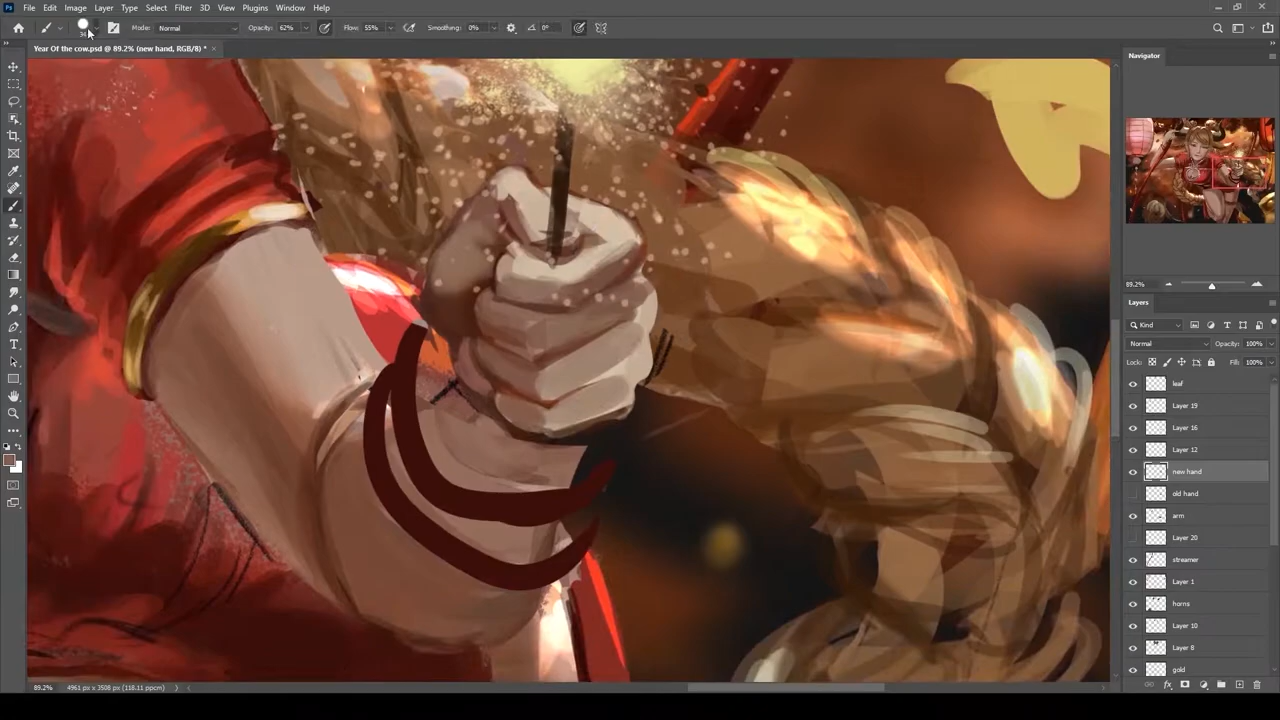 File Edit Image Layer Type Select Filter 3D View Plugins Window Help
Mode: Normal Opacity: 62% Flow: 55% Smoothing: 0% 0°
Year Of the cow.psd @ 89.2% (new hand, RGB/8) *
Navigator
89.2%
Layers
Kind
Normal Opacity: 100%
Lock: Fill: 100%
leaf
Layer 19
Layer 16
Layer 12
new hand
old hand
arm
Layer 20
streamer
Layer 1
horns
Layer 10
Layer 8
gold
89.2% 4961 px x 3508 px (118.11 ppcm)